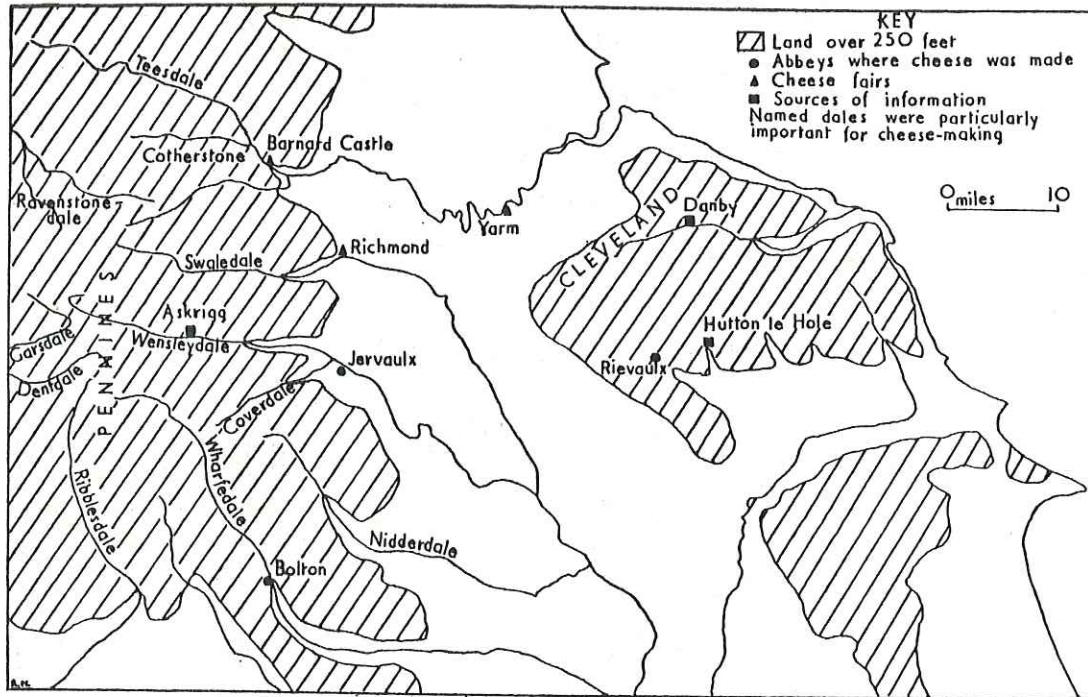 KEY
Land over 250 feet
Abbeys where cheese was made
Cheese fairs
Sources of information
Named dales were particularly
important for cheese-making
0 miles 10
Teesdale
Cotherstone
Barnard Castle
Ravenstone
dale
Yarm
CLEVELAND
Danby
Richmond
Swaledale
PENNINES
Askrigg
Wensleydale
Garsdale
Dentdale
Jervaulx
Coverdale
Hutton le Hole
Rievaulx
Wharfedale
Ribblesdale
Nidderdale
Bolton